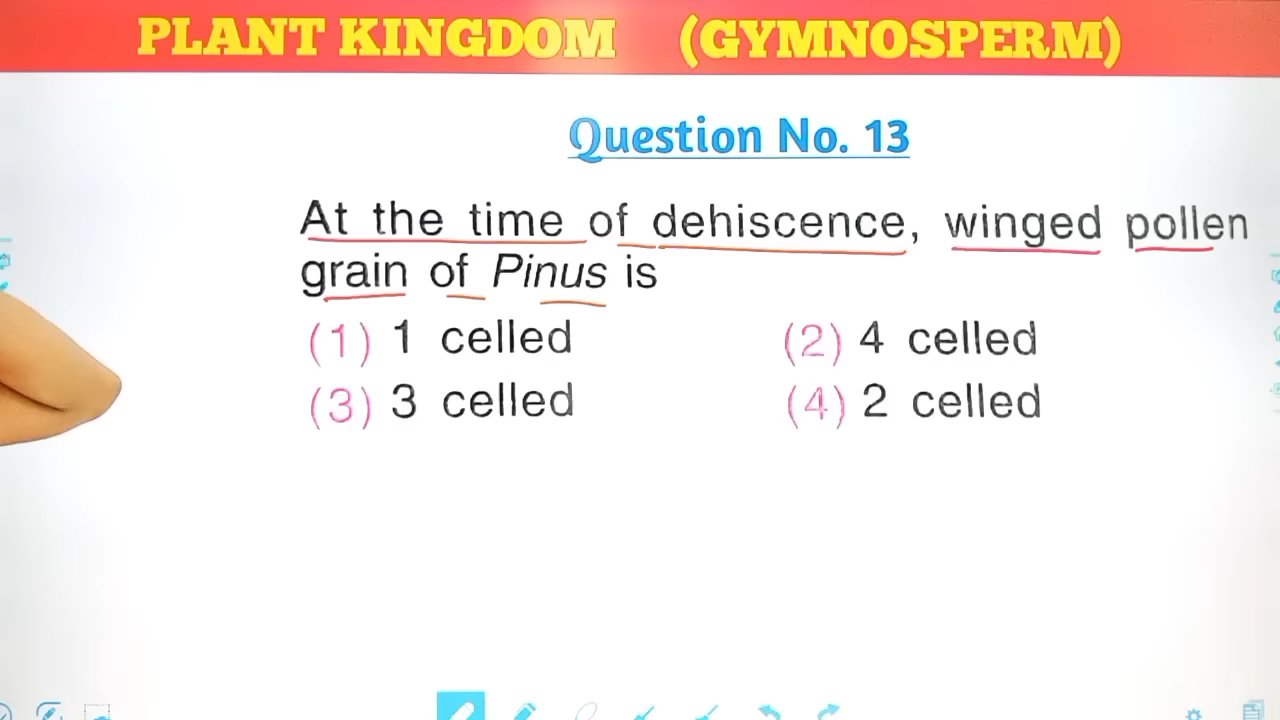 PLANT KINGDOM (GYMNOSPERM)
Question No. 13
At the time of dehiscence, winged pollen
grain of Pinus is
(1) 1 celled (2) 4 celled
(3) 3 celled (4) 2 celled